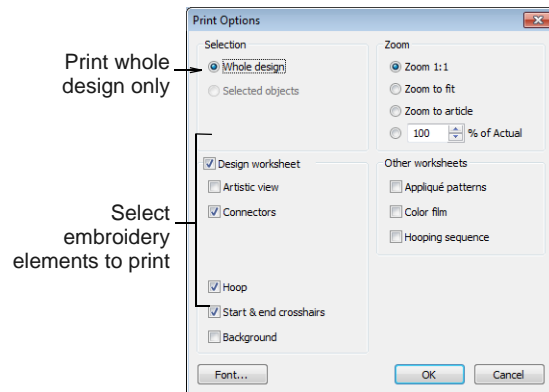 Print Options
Print whole
design only
Select
embroidery
elements to print
Selection
Whole design
Selected objects
Zoom
Zoom 1:1
Zoom to fit
Zoom to article
100 % of Actual
Design worksheet
Artistic view
Connectors
Hoop
Start & end crosshairs
Background
Other worksheets
Appliqué patterns
Color film
Hooping sequence
Font...
OK
Cancel